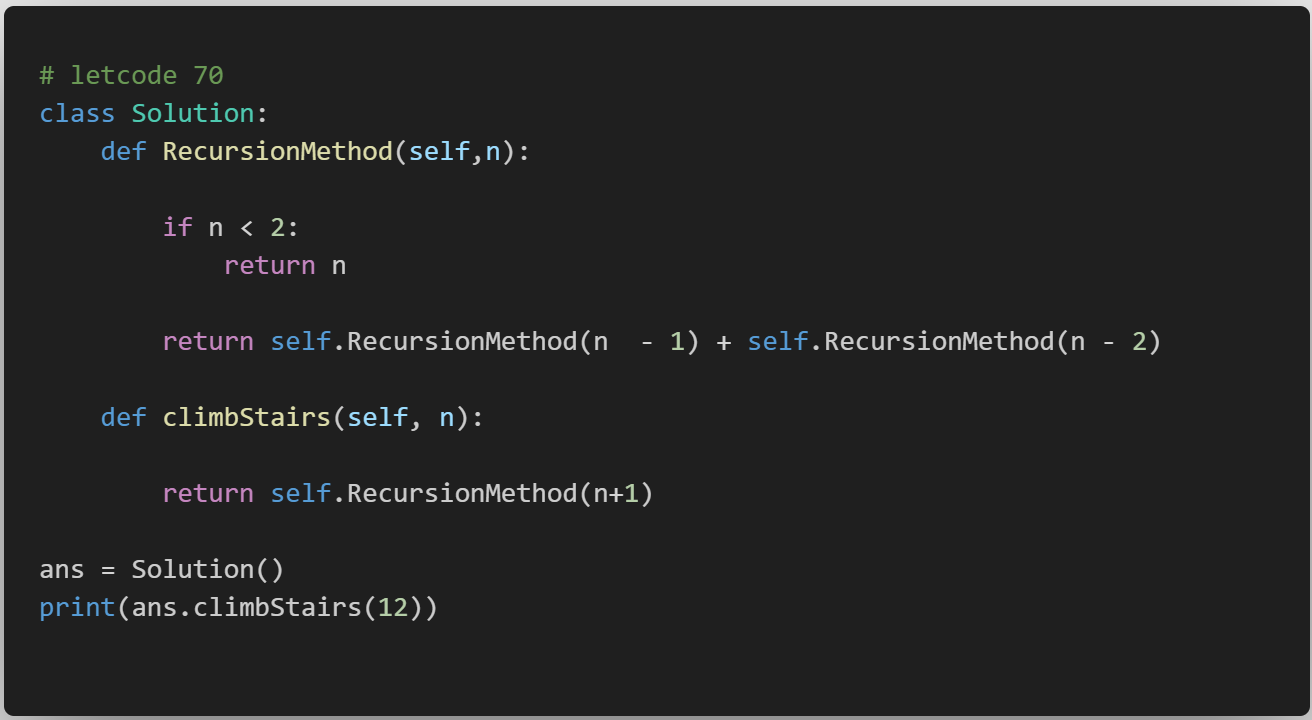 # letcode 70
class Solution:
    def RecursionMethod(self,n):
        if n < 2:
            return n
        return self.RecursionMethod(n  - 1) + self.RecursionMethod(n - 2)
    def climbStairs(self, n):
        return self.RecursionMethod(n+1)
ans = Solution()
print(ans.climbStairs(12))